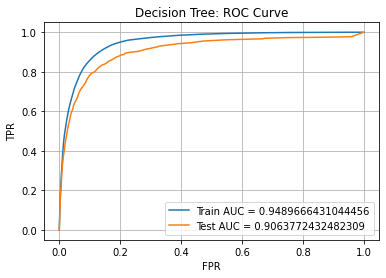 Decision Tree: ROC Curve
TPR
1.0
0.8
0.6
0.4
0.2
0.0
Train AUC = 0.9489666431044456
Test AUC = 0.9063772432482309
0.0 0.2 0.4 0.6 0.8 1.0
FPR